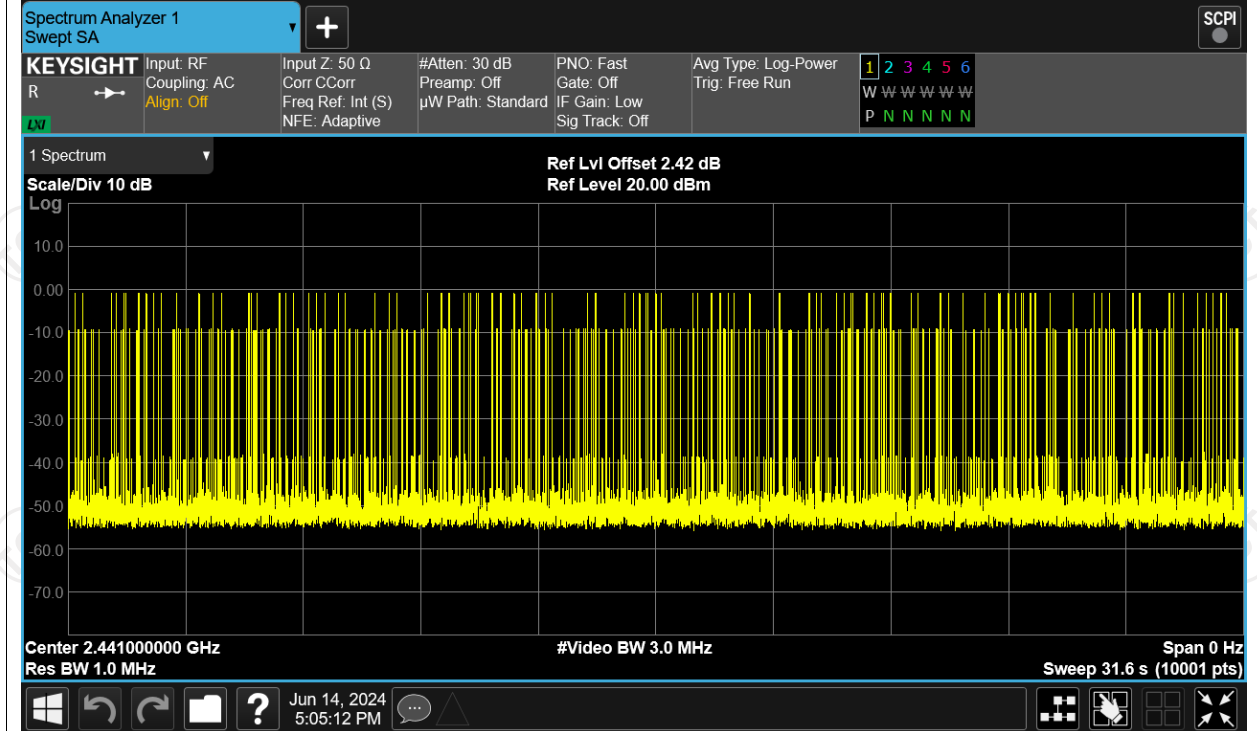 Spectrum Analyzer 1
Swept SA
SCPI
KEYSIGHT
R
LXI
Input: RF
Coupling: AC
Align: Off
Input Z: 50 Ω
Corr CCorr
Freq Ref: Int (S)
NFE: Adaptive
#Atten: 30 dB
Preamp: Off
µW Path: Standard
PNO: Fast
Gate: Off
IF Gain: Low
Sig Track: Off
Avg Type: Log-Power
Trig: Free Run
1 2 3 4 5 6
W W W W W W
P N N N N N
1 Spectrum
Scale/Div 10 dB
Log
Ref Lvl Offset 2.42 dB
Ref Level 20.00 dBm
10.0
0.00
-10.0
-20.0
-30.0
-40.0
-50.0
-60.0
-70.0
Center 2.441000000 GHz
Res BW 1.0 MHz
#Video BW 3.0 MHz
Span 0 Hz
Sweep 31.6 s (10001 pts)
?
Jun 14, 2024
5:05:12 PM